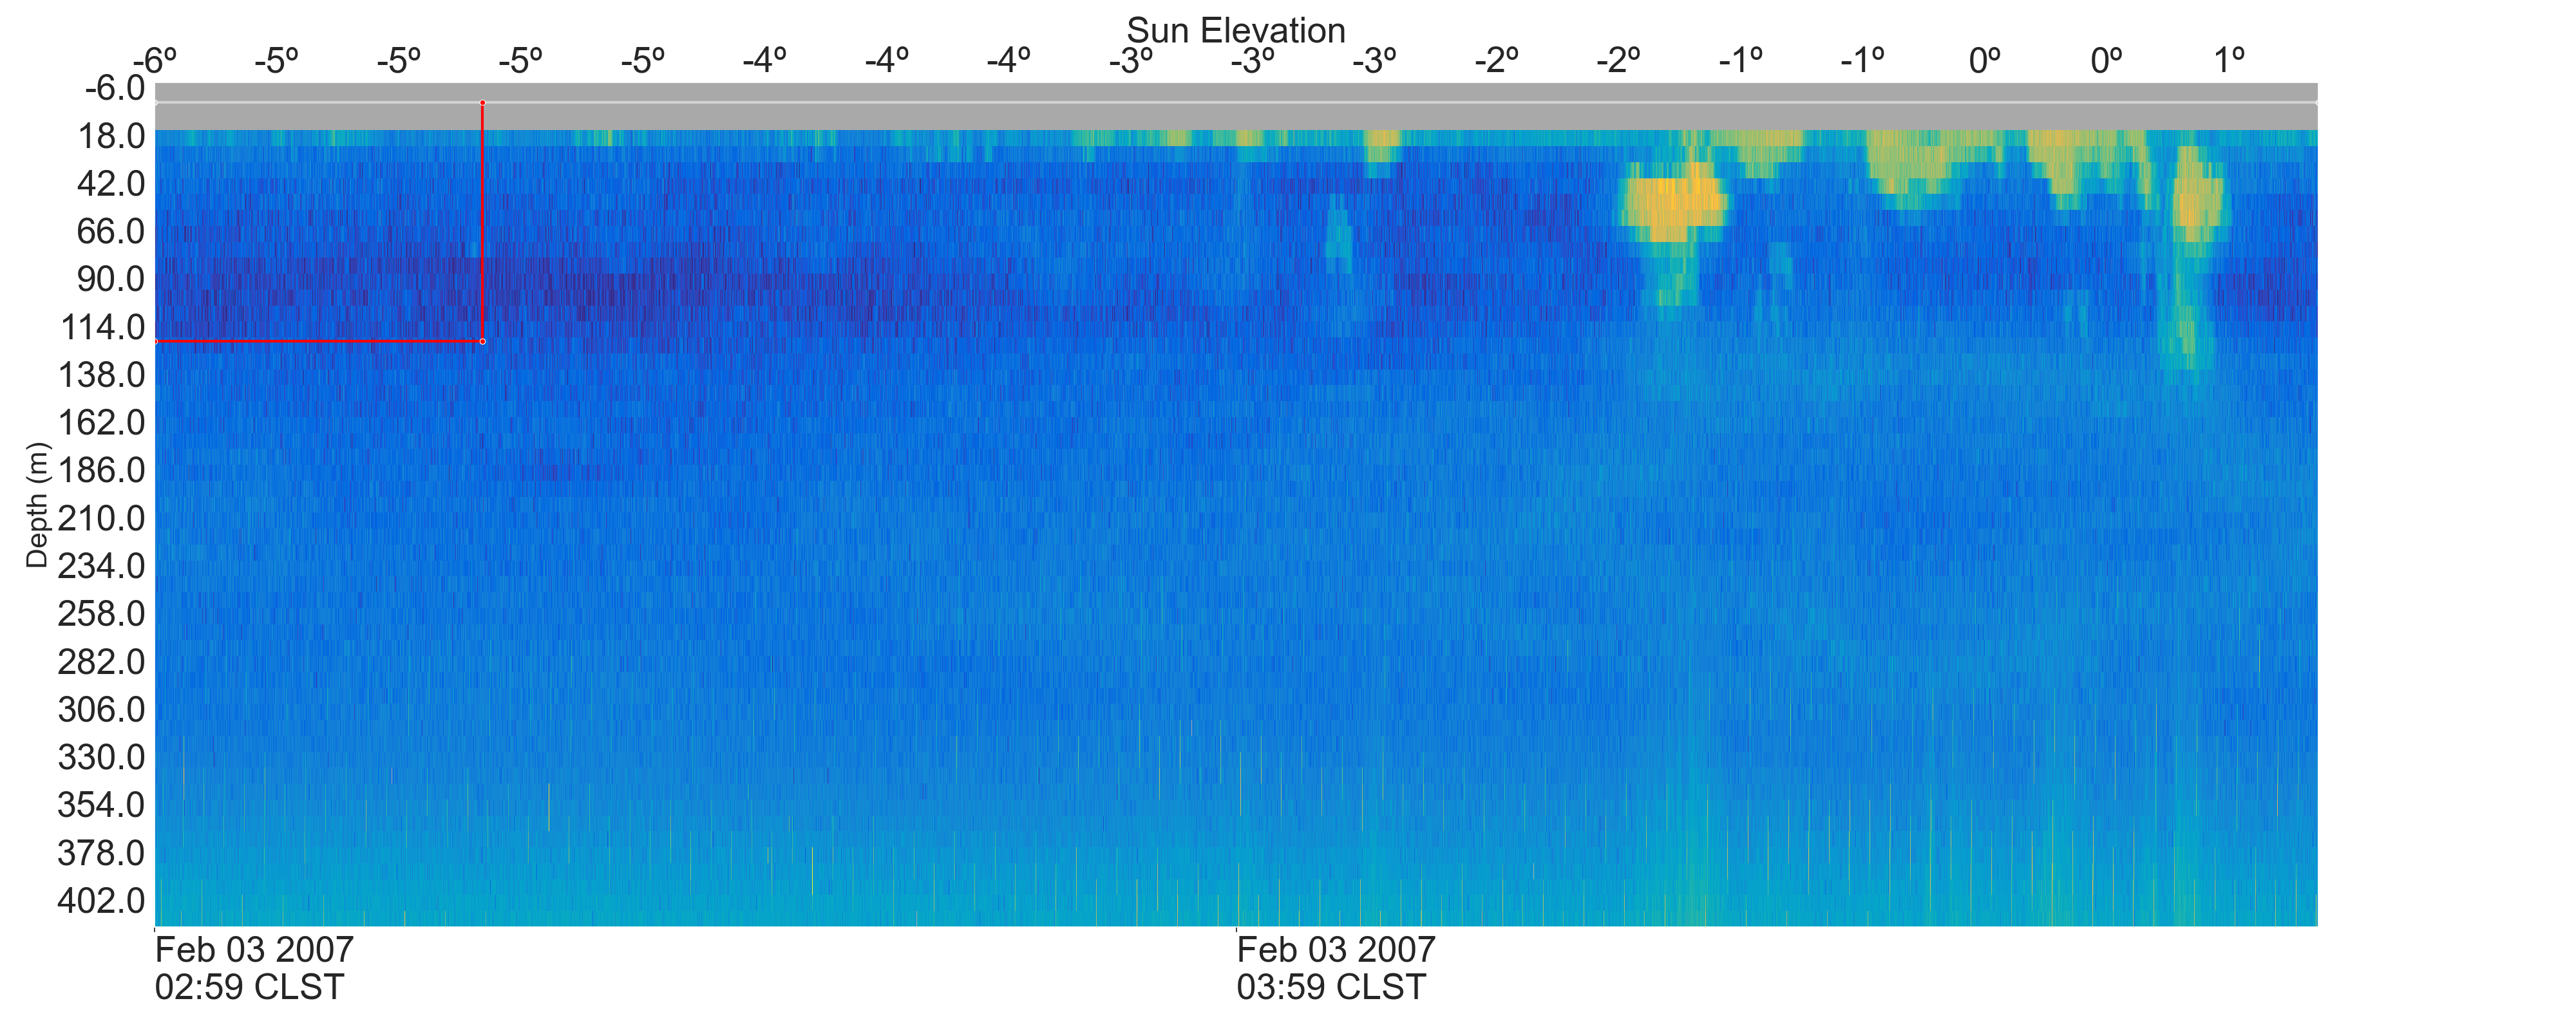 Sun Elevation
-6º -5º -5º -5º -5º -4º -4º -4º -3º -3º -3º -2º -2º -1º -1º 0º 0º 1º
-6.0
18.0
42.0
66.0
90.0
114.0
138.0
162.0
186.0
210.0
234.0
258.0
282.0
306.0
330.0
354.0
378.0
402.0
Depth (m)
Feb 03 2007
02:59 CLST
Feb 03 2007
03:59 CLST